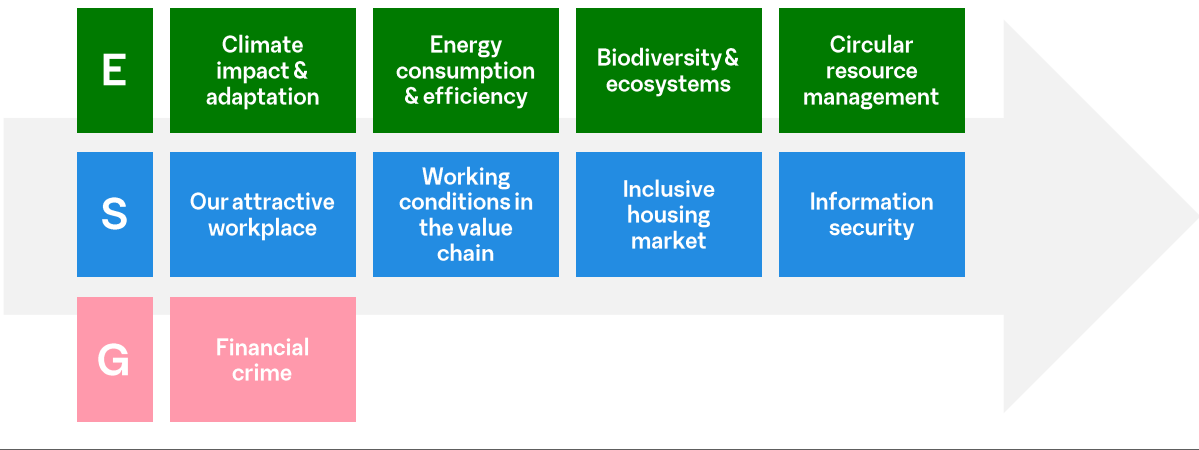 E
Climate
impact &
adaptation
Energy
consumption
& efficiency
Biodiversity &
ecosystems
Circular
resource
management
S
Our attractive
workplace
Working
conditions in
the value
chain
Inclusive
housing
market
Information
security
G
Financial
crime